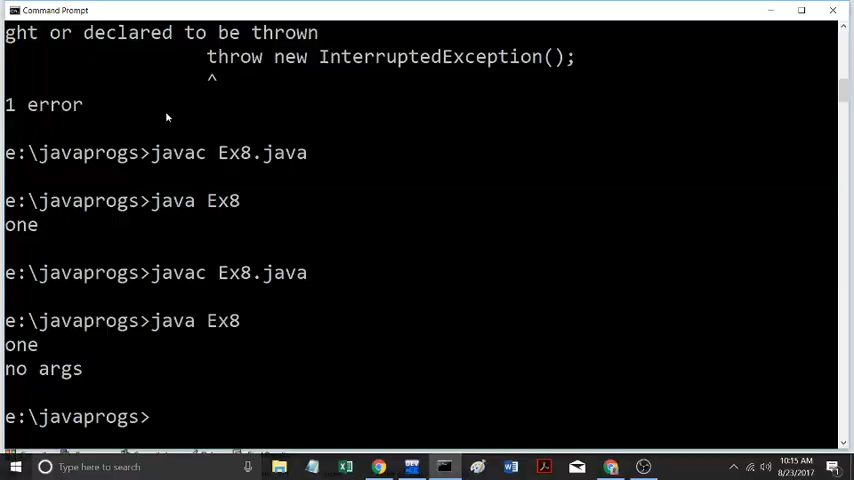 Command Prompt
ght or declared to be thrown
throw new InterruptedException();
^
1 error
e:\javaprogs>javac Ex8.java
e:\javaprogs>java Ex8
one
e:\javaprogs>javac Ex8.java
e:\javaprogs>java Ex8
one
no args
e:\javaprogs>
Type here to search
10:15 AM
8/23/2017